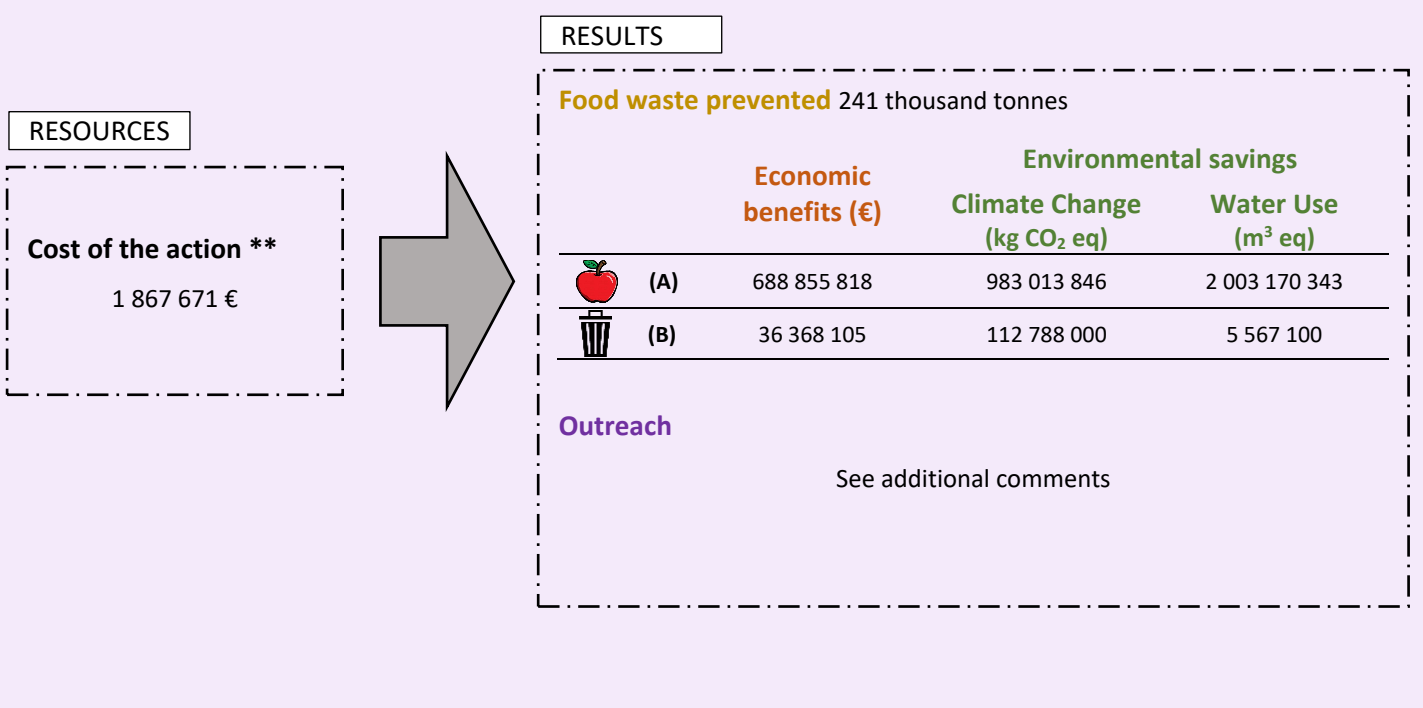 RESULTS
Food waste prevented 241 thousand tonnes
RESOURCES
Cost of the action **
1 867 671 €
Environmental savings
Economic benefits (€)
Climate Change (kg CO₂ eq)
Water Use (m³ eq)
(A) 688 855 818 983 013 846 2 003 170 343
(B) 36 368 105 112 788 000 5 567 100
Outreach
See additional comments